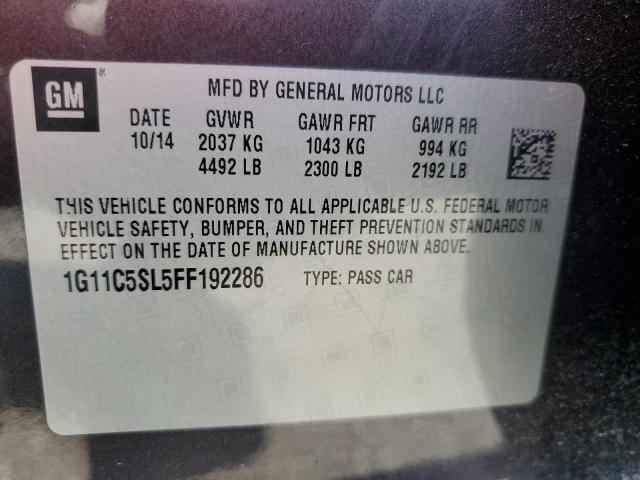 GM ®
MFD BY GENERAL MOTORS LLC
DATE GVWR GAWR FRT GAWR RR
10/14 2037 KG 1043 KG 994 KG
4492 LB 2300 LB 2192 LB
THIS VEHICLE CONFORMS TO ALL APPLICABLE U.S. FEDERAL MOTOR
VEHICLE SAFETY, BUMPER, AND THEFT PREVENTION STANDARDS IN
EFFECT ON THE DATE OF MANUFACTURE SHOWN ABOVE.
1G11C5SL5FF192286 TYPE: PASS CAR